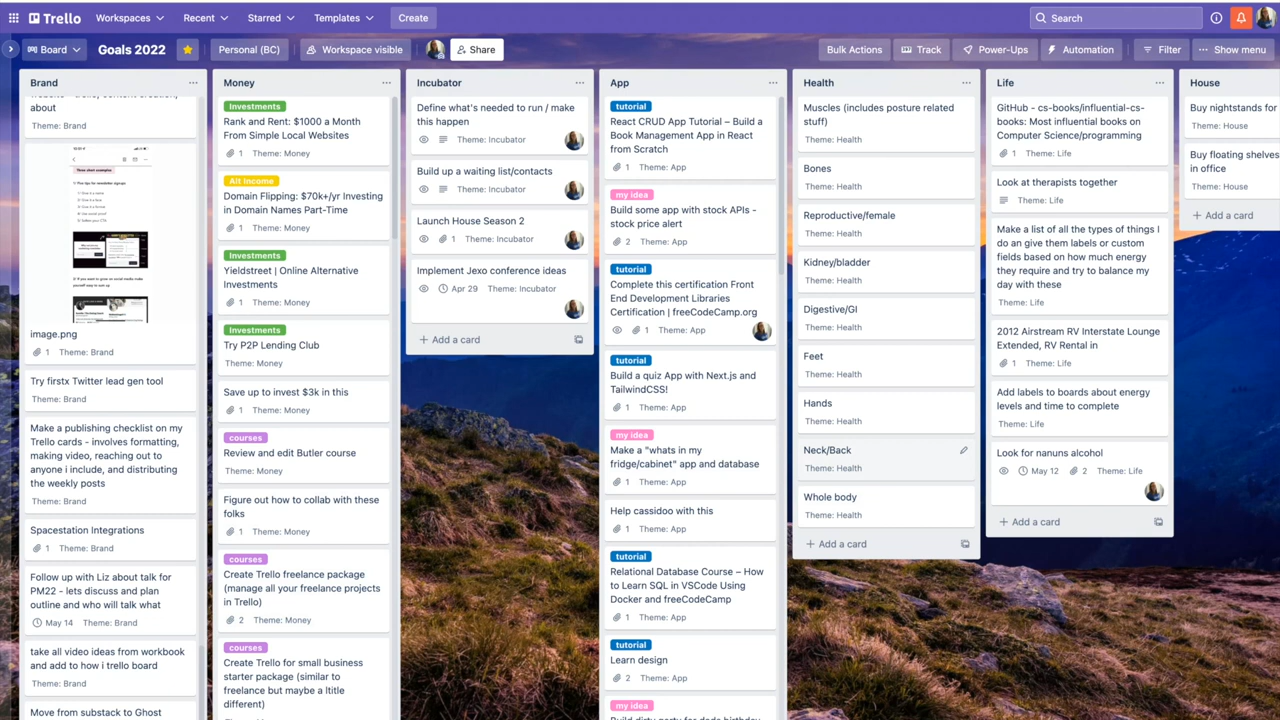 Trello
Workspaces
Recent
Starred
Templates
Create
Search
Board
Goals 2022
Personal (BC)
Workspace visible
Share
Bulk Actions
Track
Power-Ups
Automation
Filter
Show menu
Brand
about
Theme: Brand
image.png
1 Theme: Brand
Try firstx Twitter lead gen tool
Theme: Brand
Make a publishing checklist on my
Trello cards - involves formatting,
making video, reaching out to
anyone i include, and distributing
the weekly posts
Theme: Brand
Spacestation Integrations
1 Theme: Brand
Follow up with Liz about talk for
PM22 - lets discuss and plan
outline and who will talk what
May 14 Theme: Brand
take all video ideas from workbook
and add to how i trello board
Theme: Brand
Move from substack to Ghost
Money
Investments
Rank and Rent: $1000 a Month
From Simple Local Websites
1 Theme: Money
Alt Income
Domain Flipping: $70k+/yr Investing
in Domain Names Part-Time
1 Theme: Money
Investments
Yieldstreet | Online Alternative
Investments
1 Theme: Money
Investments
Try P2P Lending Club
Theme: Money
Save up to invest $3k in this
1 Theme: Money
courses
Review and edit Butler course
Theme: Money
Figure out how to collab with these
folks
1 Theme: Money
courses
Create Trello freelance package
(manage all your freelance projects
in Trello)
2 Theme: Money
courses
Create Trello for small business
starter package (similar to
freelance but maybe a ltitle
different)
Incubator
Define what's needed to run / make
this happen
Theme: Incubator
Build up a waiting list/contacts
Theme: Incubator
Launch House Season 2
1 Theme: Incubator
Implement Jexo conference ideas
Apr 29 Theme: Incubator
Add a card
App
tutorial
React CRUD App Tutorial – Build a
Book Management App in React
from Scratch
1 Theme: App
my idea
Build some app with stock APIs -
stock price alert
2 Theme: App
tutorial
Complete this certification Front
End Development Libraries
Certification | freeCodeCamp.org
1 Theme: App
tutorial
Build a quiz App with Next.js and
TailwindCSS!
1 Theme: App
my idea
Make a "whats in my
fridge/cabinet" app and database
1 Theme: App
Help cassidoo with this
1 Theme: App
tutorial
Relational Database Course – How
to Learn SQL in VSCode Using
Docker and freeCodeCamp
1 Theme: App
tutorial
Learn design
2 Theme: App
my idea
Health
Muscles (includes posture related
stuff)
Theme: Health
Bones
Theme: Health
Reproductive/female
Theme: Health
Kidney/bladder
Theme: Health
Digestive/GI
Theme: Health
Feet
Theme: Health
Hands
Theme: Health
Neck/Back
Theme: Health
Whole body
Theme: Health
Add a card
Life
GitHub - cs-books/influential-cs-
books: Most influential books on
Computer Science/programming
1 Theme: Life
Look at therapists together
Theme: Life
Make a list of all the types of things I
do an give them labels or custom
fields based on how much energy
they require and try to balance my
day with these
Theme: Life
2012 Airstream RV Interstate Lounge
Extended, RV Rental in
1 Theme: Life
Add labels to boards about energy
levels and time to complete
Theme: Life
Look for nanuns alcohol
May 12 2 Theme: Life
Add a card
House
Buy nightstands for
Theme: House
Buy floating shelves
in office
Theme: House
Add a card